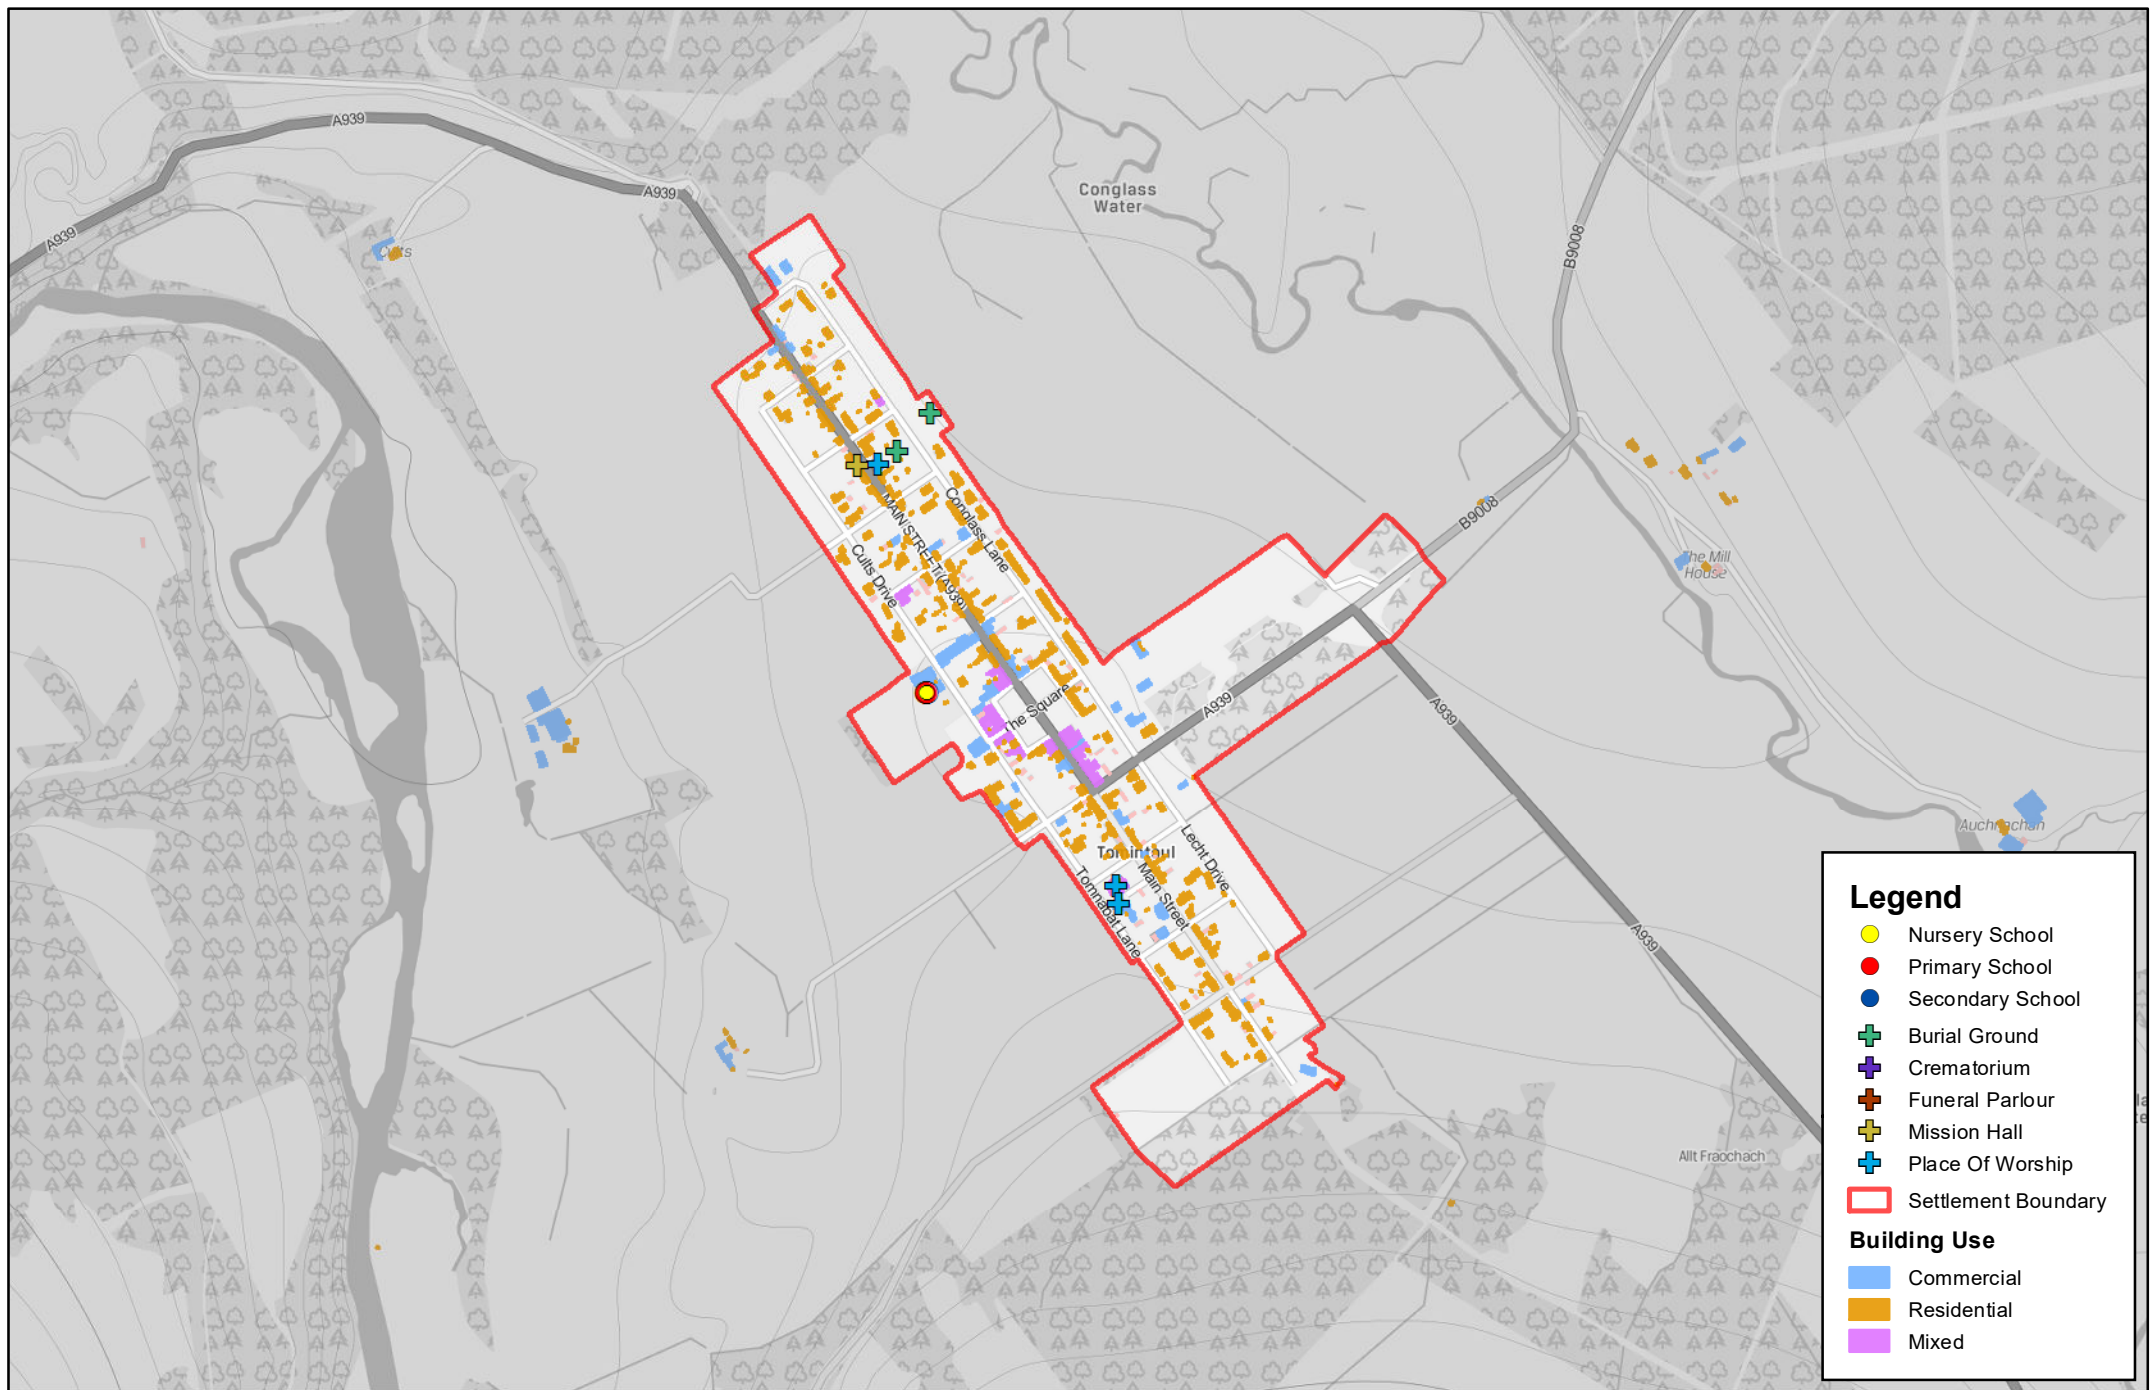 A939
A939
A939
Conglass
Water
B9008
Cults
MAIN STREET (A939)
Conglass Lane
Cults Drive
B9008
The Mill
House
The Square
A939
A939
Auchnachan
Tomintoul
Lecht Drive
Main Street
Tomnabat Lane
A939
Allt Fraochach
Legend
Nursery School
Primary School
Secondary School
Burial Ground
Crematorium
Funeral Parlour
Mission Hall
Place Of Worship
Settlement Boundary
Building Use
Commercial
Residential
Mixed